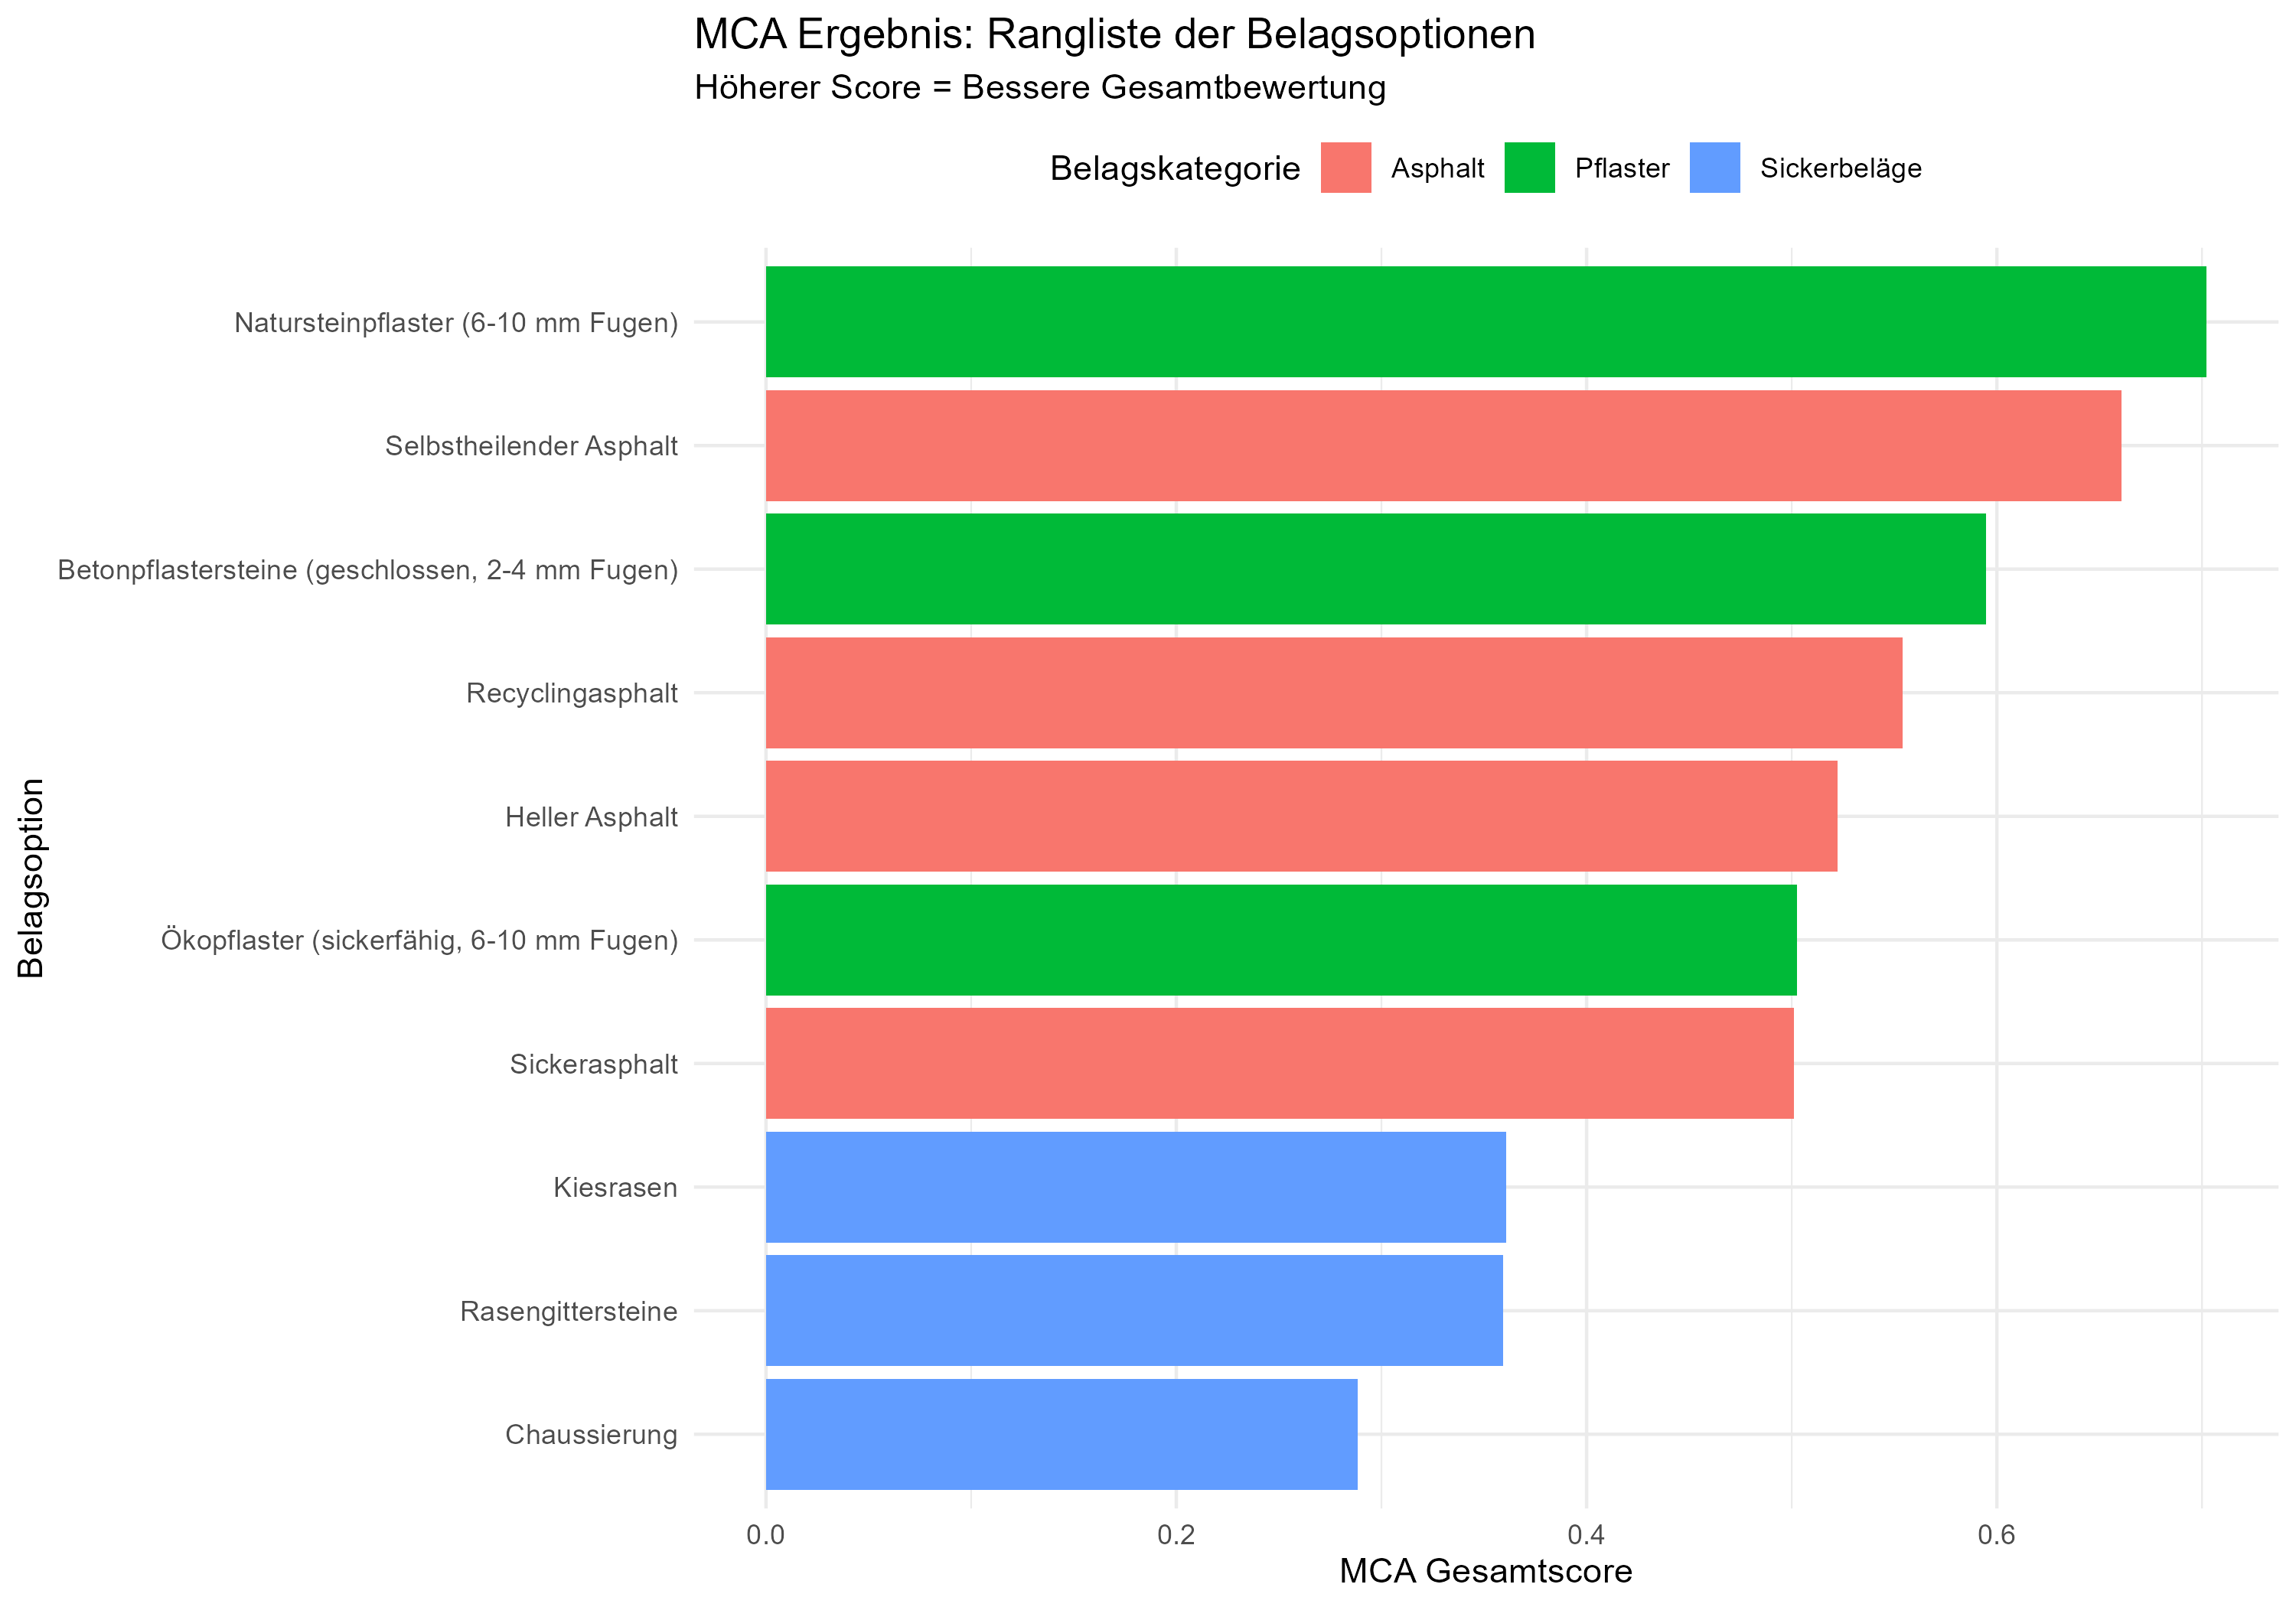 MCA Ergebnis: Rangliste der Belagsoptionen
Höherer Score = Bessere Gesamtbewertung
Belagskategorie Asphalt Pflaster Sickerbeläge
Belagsoption
Natursteinpflaster (6-10 mm Fugen)
Selbstheilender Asphalt
Betonpflastersteine (geschlossen, 2-4 mm Fugen)
Recyclingasphalt
Heller Asphalt
Ökopflaster (sickerfähig, 6-10 mm Fugen)
Sickerasphalt
Kiesrasen
Rasengittersteine
Chaussierung
0.0 0.2 0.4 0.6
MCA Gesamtscore